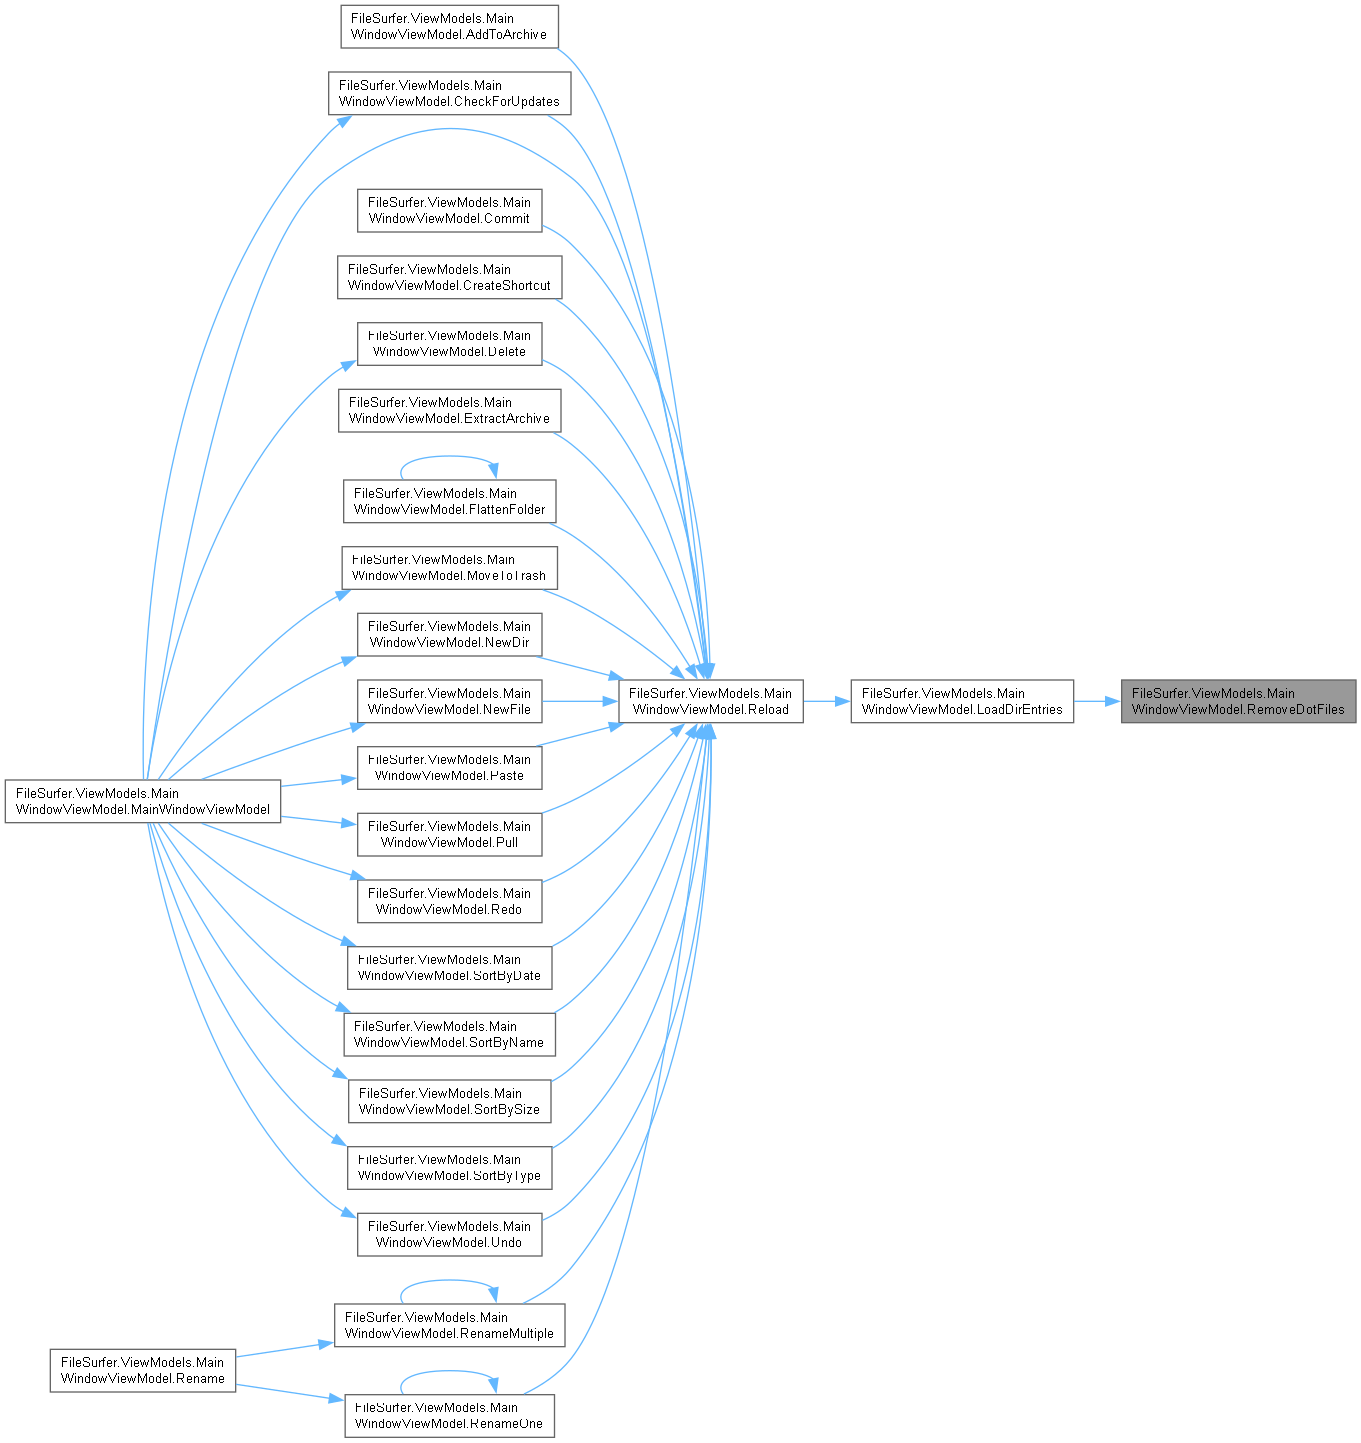 FileSurfer.ViewModels.Main
WindowViewModel.AddToArchive
FileSurfer.ViewModels.Main
WindowViewModel.CheckForUpdates
FileSurfer.ViewModels.Main
WindowViewModel.Commit
FileSurfer.ViewModels.Main
WindowViewModel.CreateShortcut
FileSurfer.ViewModels.Main
WindowViewModel.Delete
FileSurfer.ViewModels.Main
WindowViewModel.ExtractArchive
FileSurfer.ViewModels.Main
WindowViewModel.FlattenFolder
FileSurfer.ViewModels.Main
WindowViewModel.MoveToTrash
FileSurfer.ViewModels.Main
WindowViewModel.NewDir
FileSurfer.ViewModels.Main
WindowViewModel.NewFile
FileSurfer.ViewModels.Main
WindowViewModel.Reload
FileSurfer.ViewModels.Main
WindowViewModel.LoadDirEntries
FileSurfer.ViewModels.Main
WindowViewModel.RemoveDotFiles
FileSurfer.ViewModels.Main
WindowViewModel.Paste
FileSurfer.ViewModels.Main
WindowViewModel.MainWindowViewModel
FileSurfer.ViewModels.Main
WindowViewModel.Pull
FileSurfer.ViewModels.Main
WindowViewModel.Redo
FileSurfer.ViewModels.Main
WindowViewModel.SortByDate
FileSurfer.ViewModels.Main
WindowViewModel.SortByName
FileSurfer.ViewModels.Main
WindowViewModel.SortBySize
FileSurfer.ViewModels.Main
WindowViewModel.SortByType
FileSurfer.ViewModels.Main
WindowViewModel.Undo
FileSurfer.ViewModels.Main
WindowViewModel.RenameMultiple
FileSurfer.ViewModels.Main
WindowViewModel.Rename
FileSurfer.ViewModels.Main
WindowViewModel.RenameOne